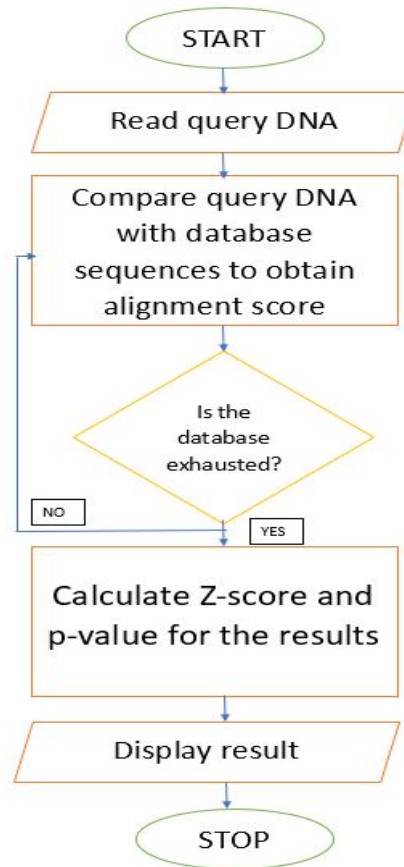 START
Read query DNA
Compare query DNA
with database
sequences to obtain
alignment score
Is the
database
exhausted?
NO
YES
Calculate Z-score and
p-value for the results
Display result
STOP